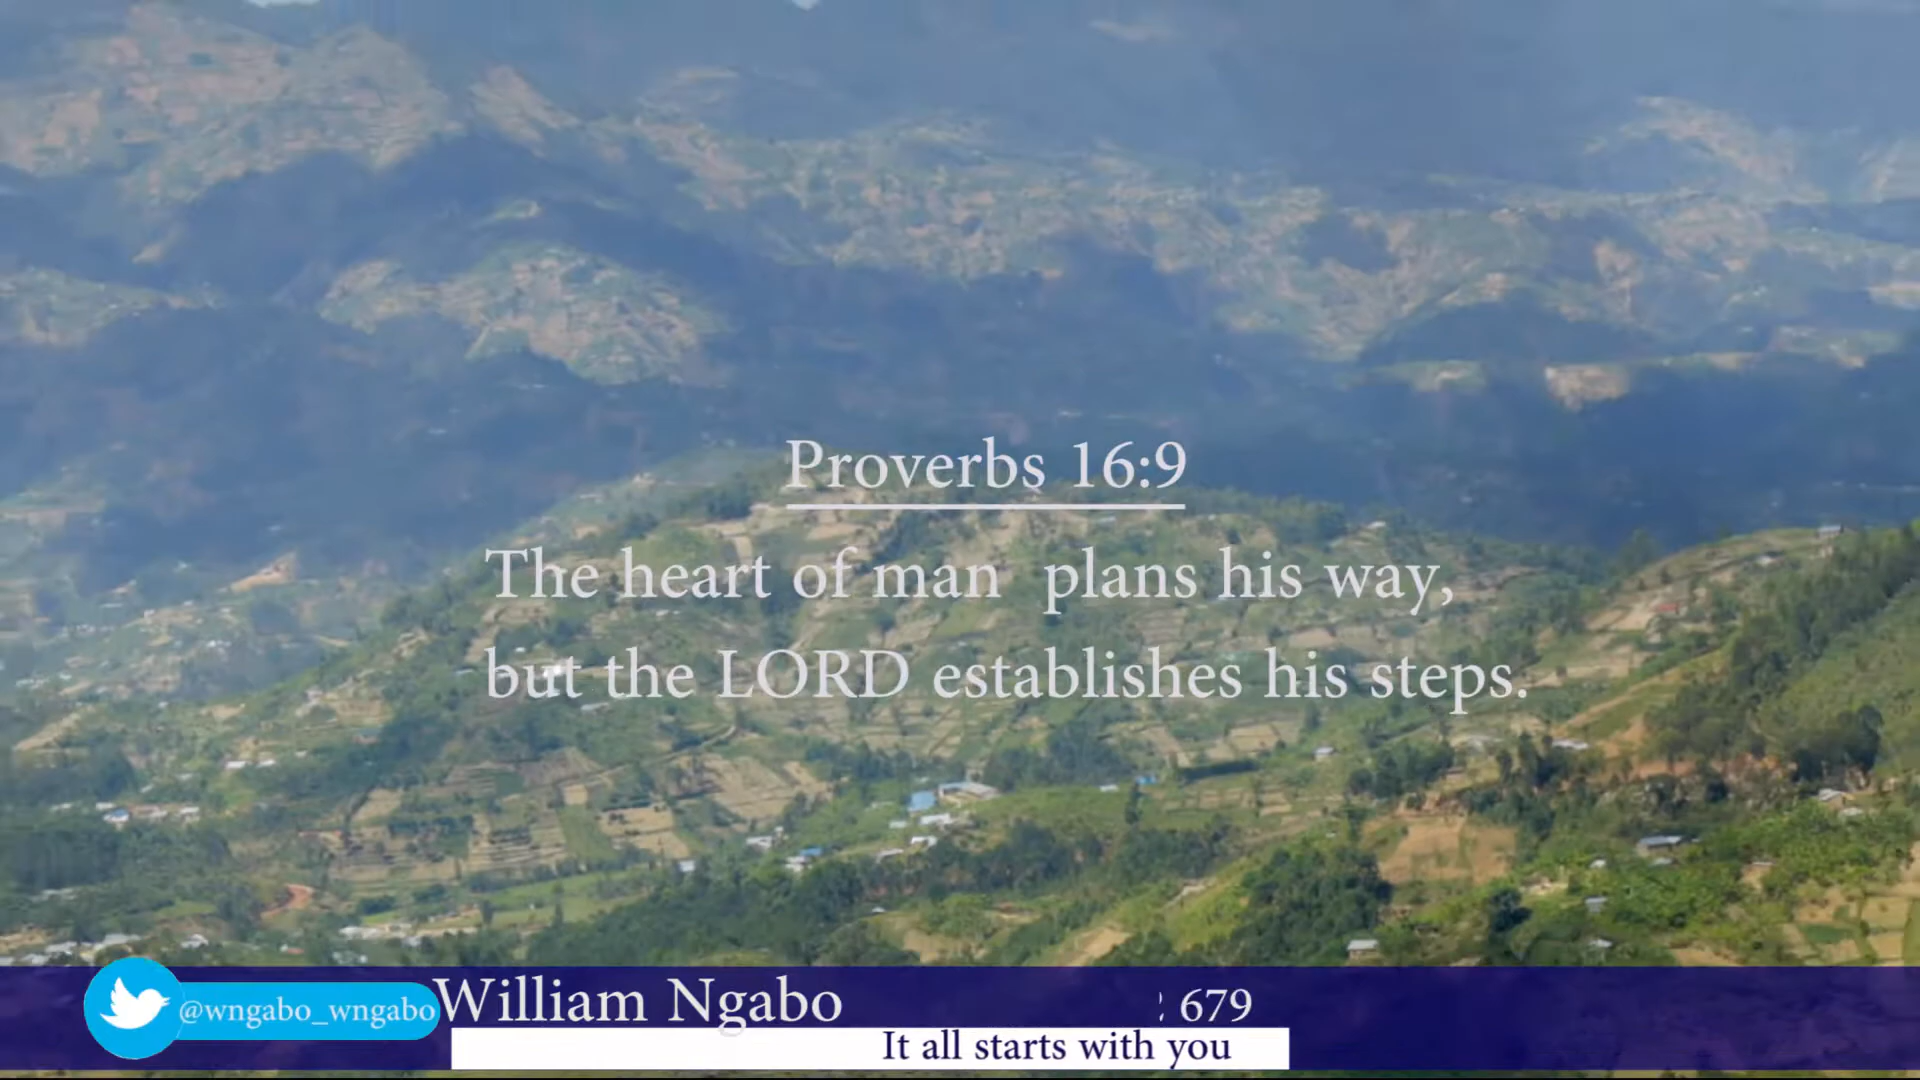 Proverbs 16:9
The heart of man plans his way,
but the LORD establishes his steps.
@wngabo_wngabo
William Ngabo
679
It all starts with you